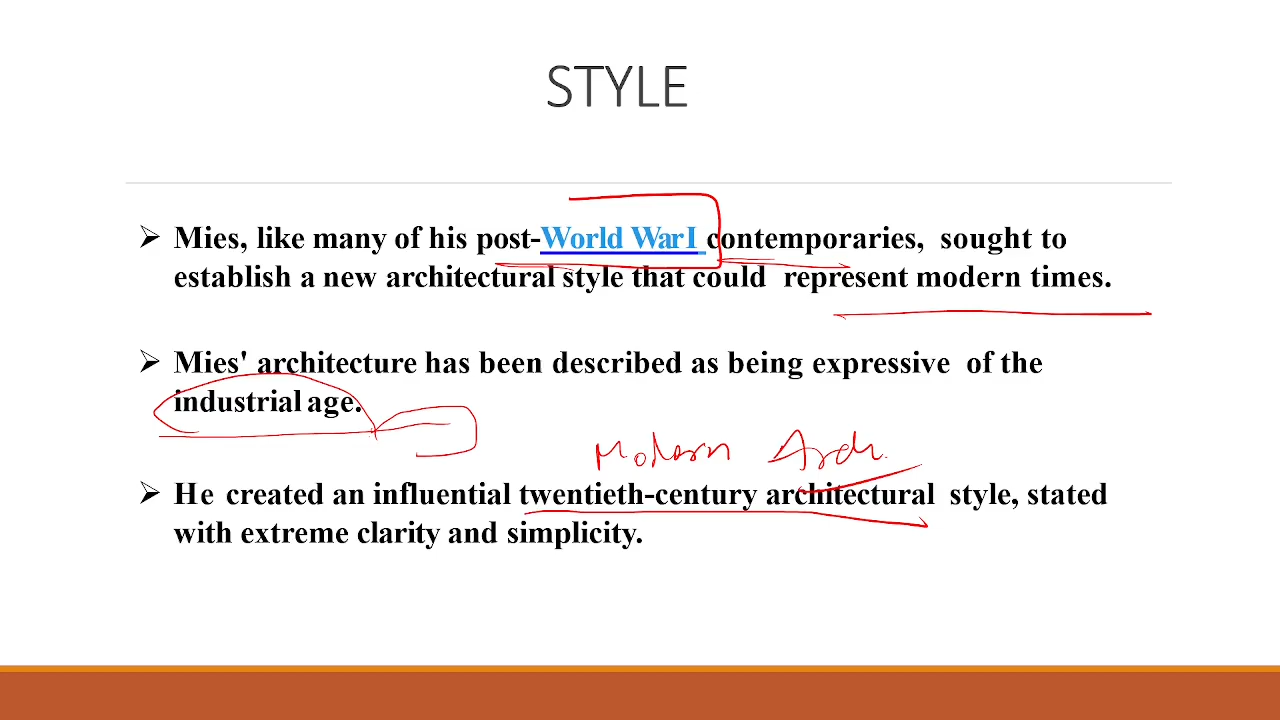 STYLE
Mies, like many of his post-World War I contemporaries, sought to
establish a new architectural style that could represent modern times.
Mies' architecture has been described as being expressive of the
industrial age.
Modern Arch.
He created an influential twentieth-century architectural style, stated
with extreme clarity and simplicity.